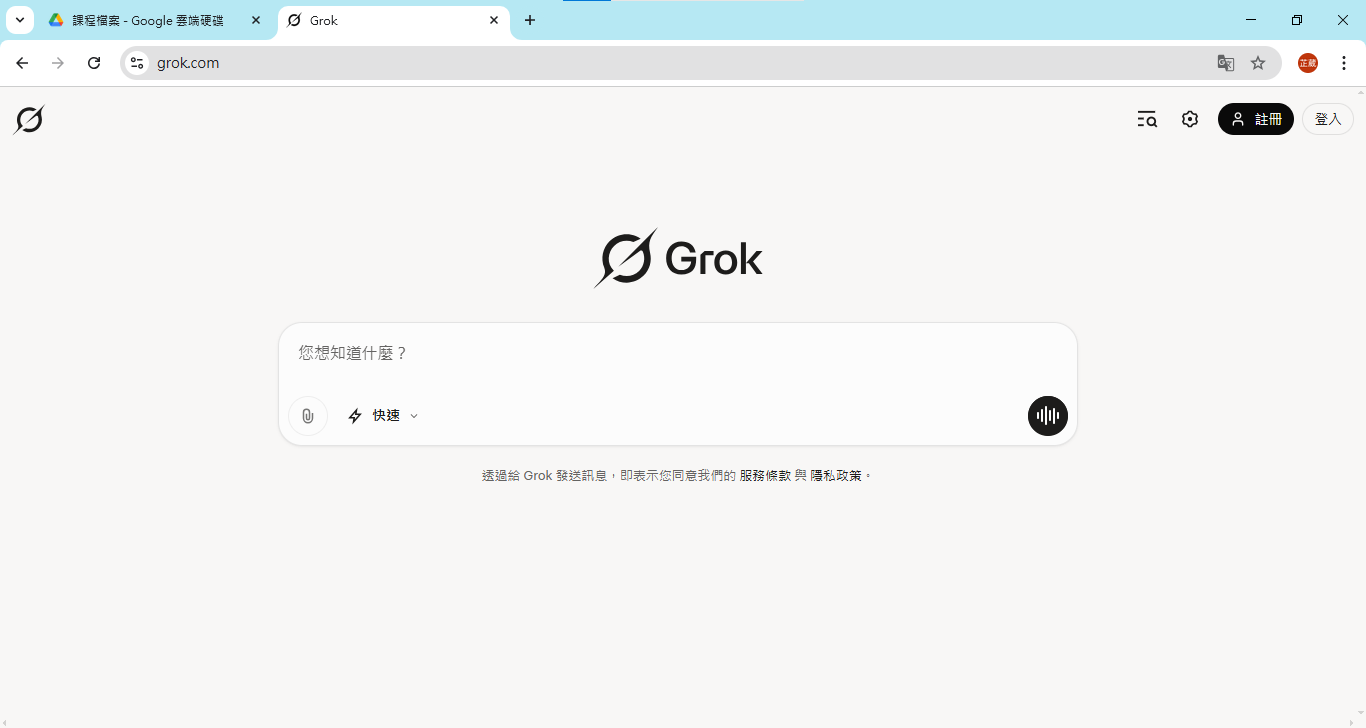 課程檔案 - Google 雲端硬碟
Grok
grok.com
芷葳
註冊
登入
Grok
您想知道什麼？
快速
透過給 Grok 發送訊息，即表示您同意我們的 服務條款 與 隱私政策。